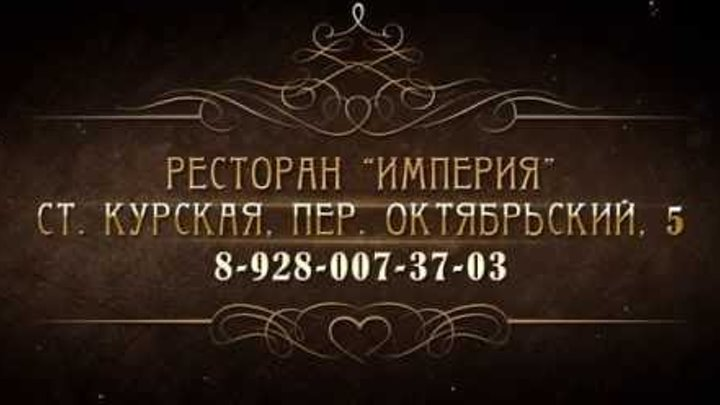 РЕСТОРАН "ИМПЕРИЯ"
СТ. КУРСКАЯ, ПЕР. ОКТЯБРЬСКИЙ, 5
8-928-007-37-03